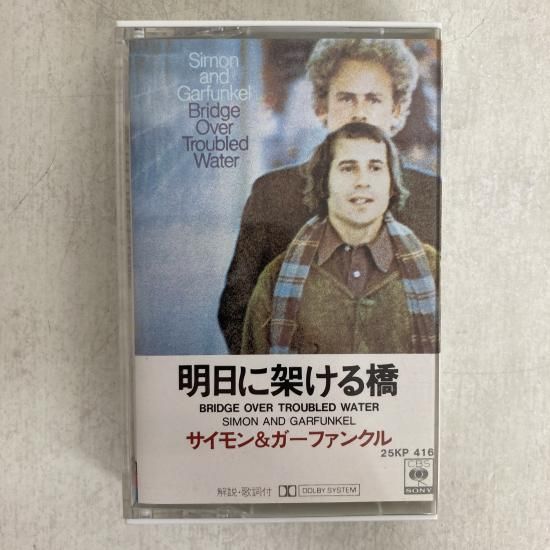 Simon
and
Garfunkel
Bridge
Over
Troubled
Water
明日に架ける橋
BRIDGE OVER TROUBLED WATER
SIMON AND GARFUNKEL
サイモン&ガーファンクル
25KP 416
CBS
SONY
解説・歌詞付 DOLBY SYSTEM